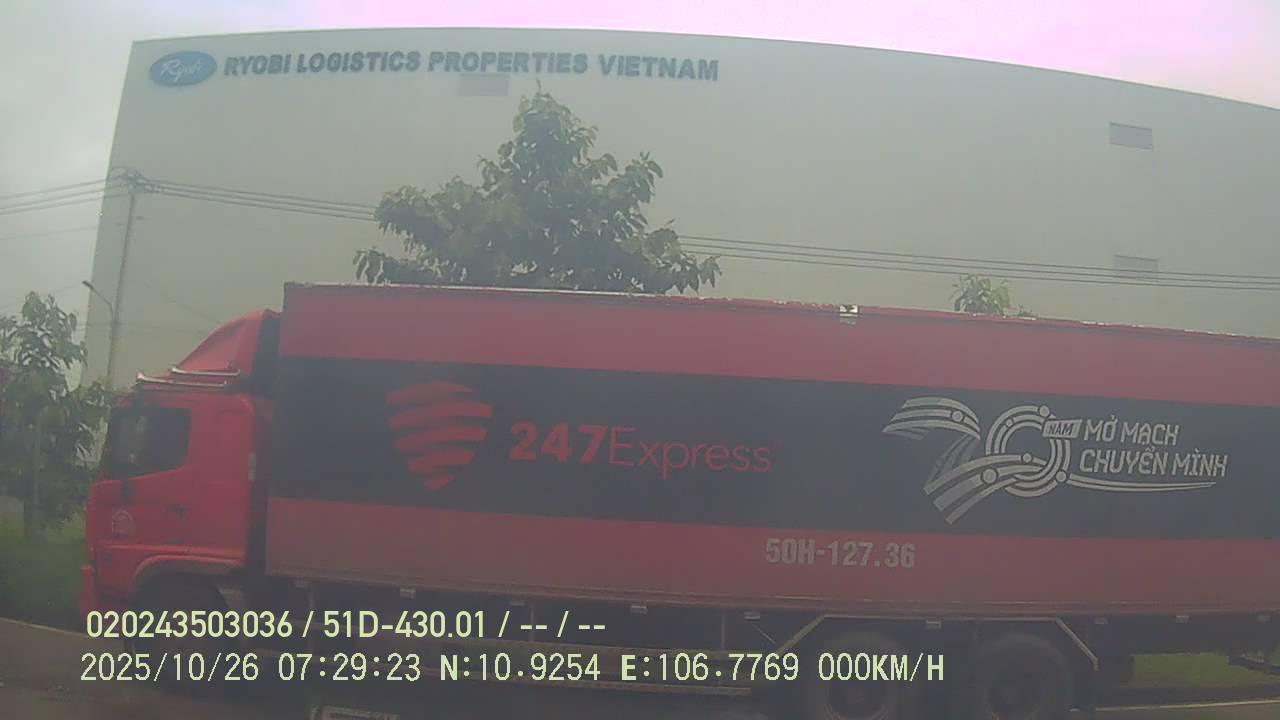 Ryobi RYOBI LOGISTICS PROPERTIES VIETNAM
247Express
20 NĂM MỞ MẠCH
CHUYỂN MÌNH
50H-127.36
020243503036 / 51D-430.01 / -- / --
2025/10/26 07:29:23 N:10.9254 E:106.7769 000KM/H